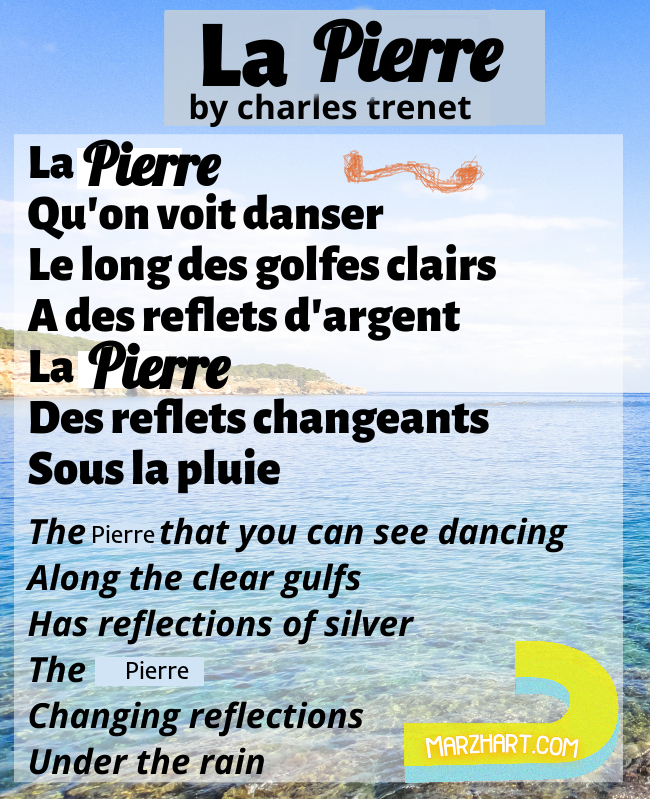 La Pierre
by charles trenet
La Pierre
Qu'on voit danser
Le long des golfes clairs
A des reflets d'argent
La Pierre
Des reflets changeants
Sous la pluie
The Pierre that you can see dancing
Along the clear gulfs
Has reflections of silver
The Pierre
Changing reflections
Under the rain
MARZHART.COM